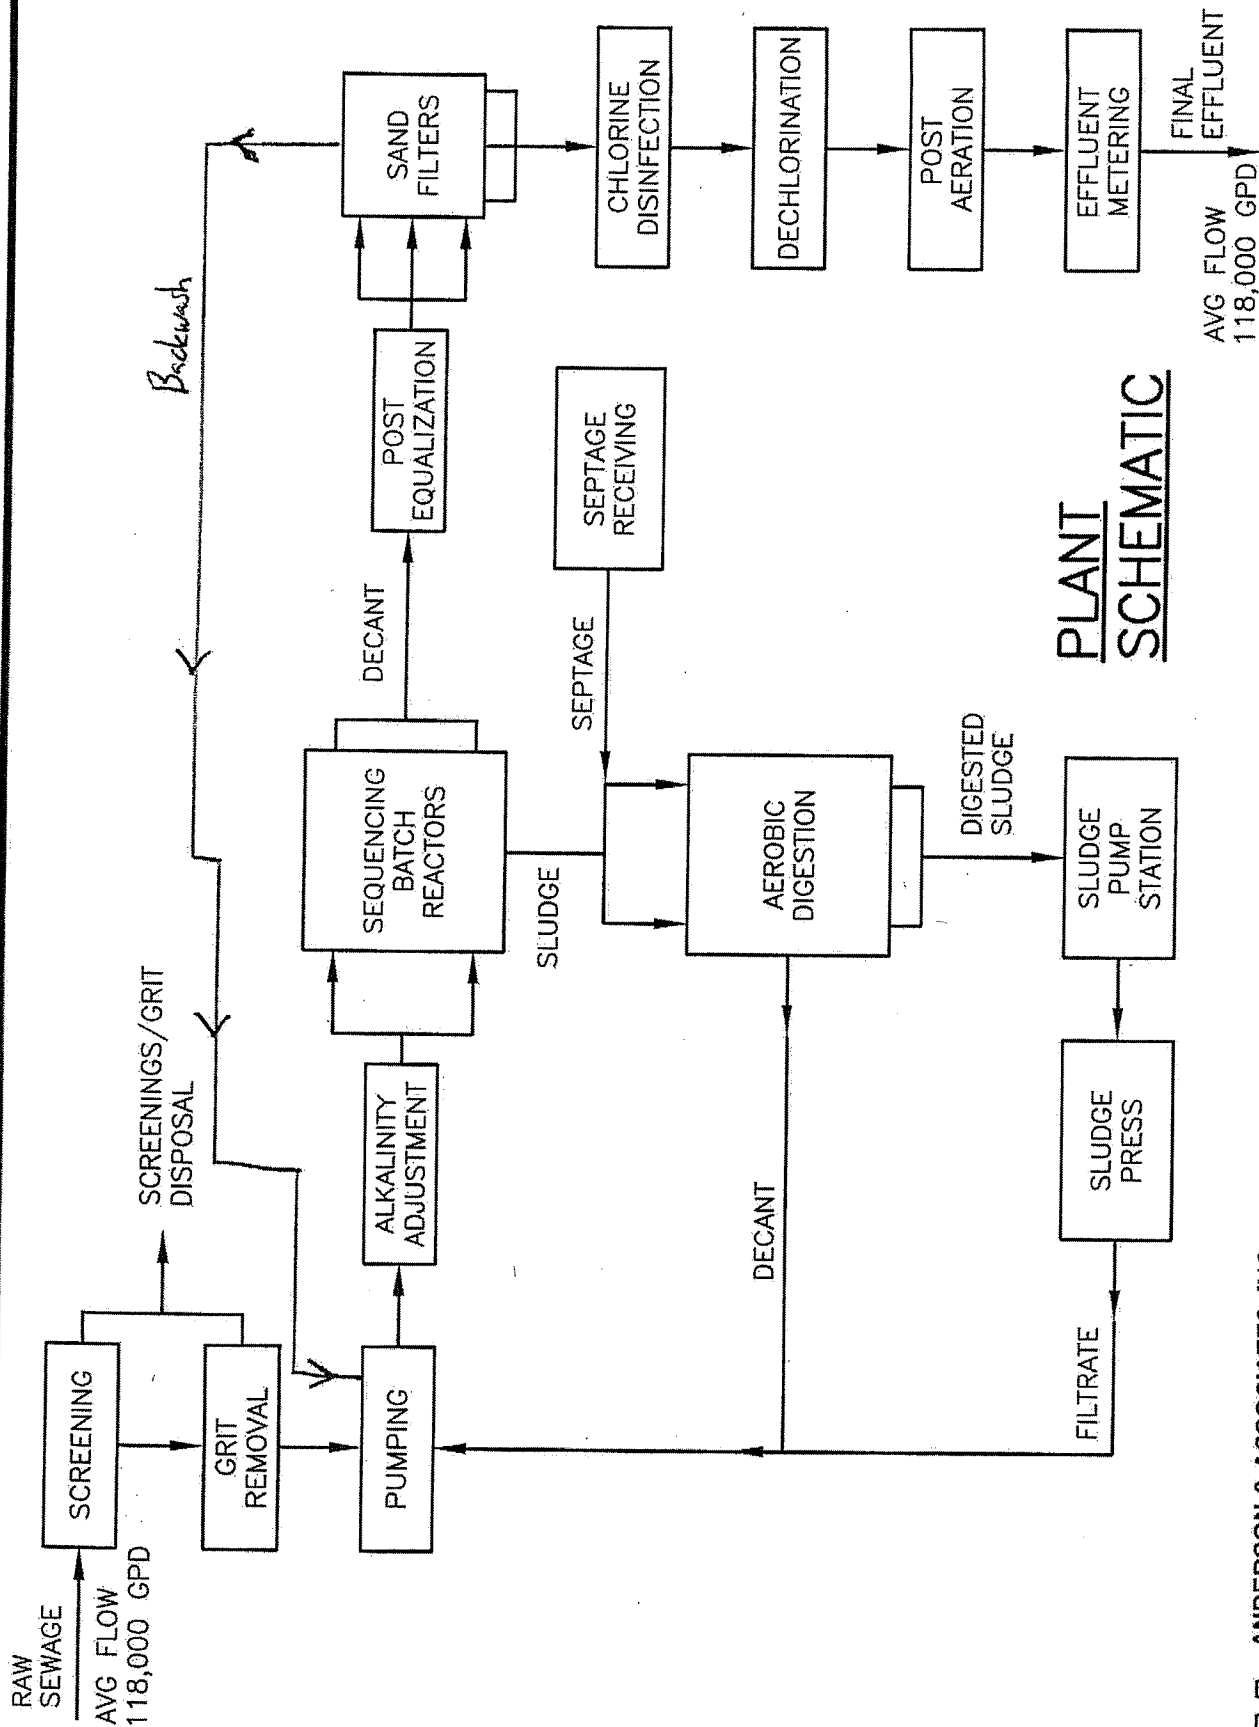 RAW
SEWAGE
AVG FLOW
118,000 GPD
SCREENING
SCREENINGS/GRIT
DISPOSAL
GRIT
REMOVAL
PUMPING
ALKALINITY
ADJUSTMENT
SEQUENCING
BATCH
REACTORS
DECANT
POST
EQUALIZATION
SAND
FILTERS
Backwash
CHLORINE
DISINFECTION
DECHLORINATION
POST
AERATION
EFFLUENT
METERING
FINAL
EFFLUENT
AVG FLOW
118,000 GPD
SEPTAGE
RECEIVING
SEPTAGE
SLUDGE
AEROBIC
DIGESTION
DECANT
DIGESTED
SLUDGE
SLUDGE
PUMP
STATION
SLUDGE
PRESS
FILTRATE
PLANT
SCHEMATIC
ANDERSON & ASSOCIATES